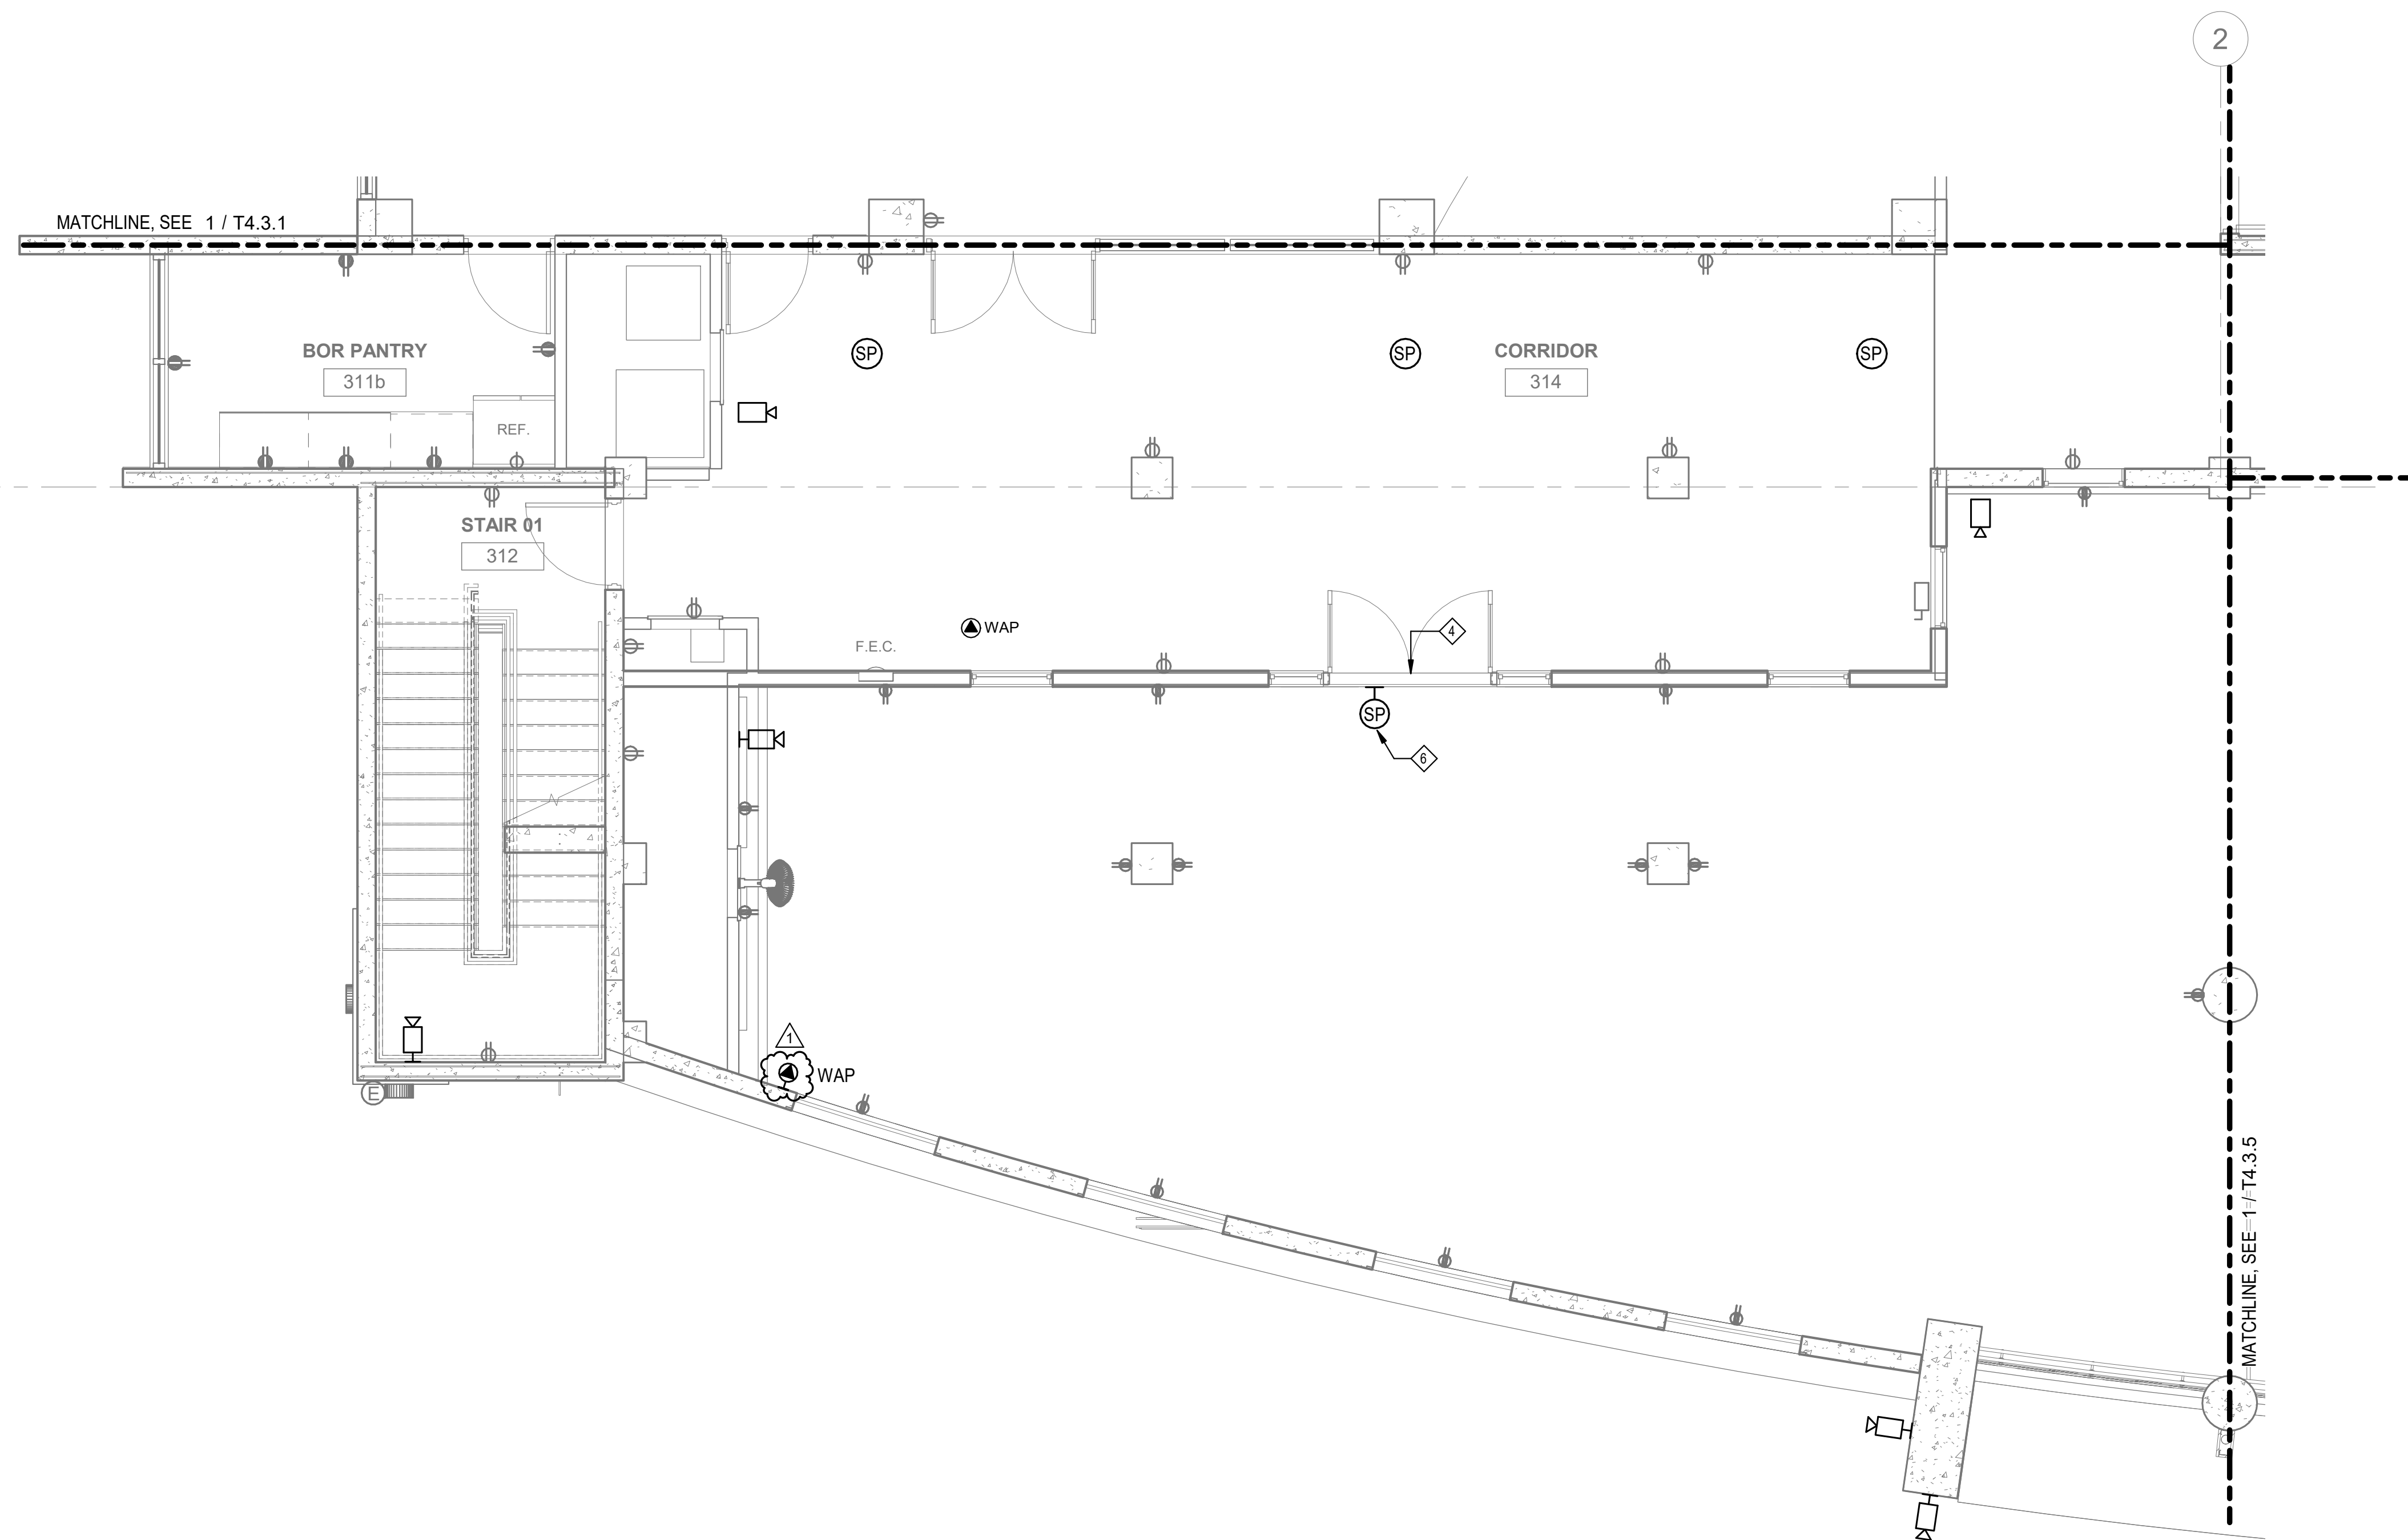 2
MATCHLINE, SEE 1 / T4.3.1
BOR PANTRY
311b
SP
SP
CORRIDOR
314
SP
REF.
STAIR 01
312
WAP
4
F.E.C.
SP
6
1
WAP
E
MATCHLINE, SEE 1 / T4.3.5